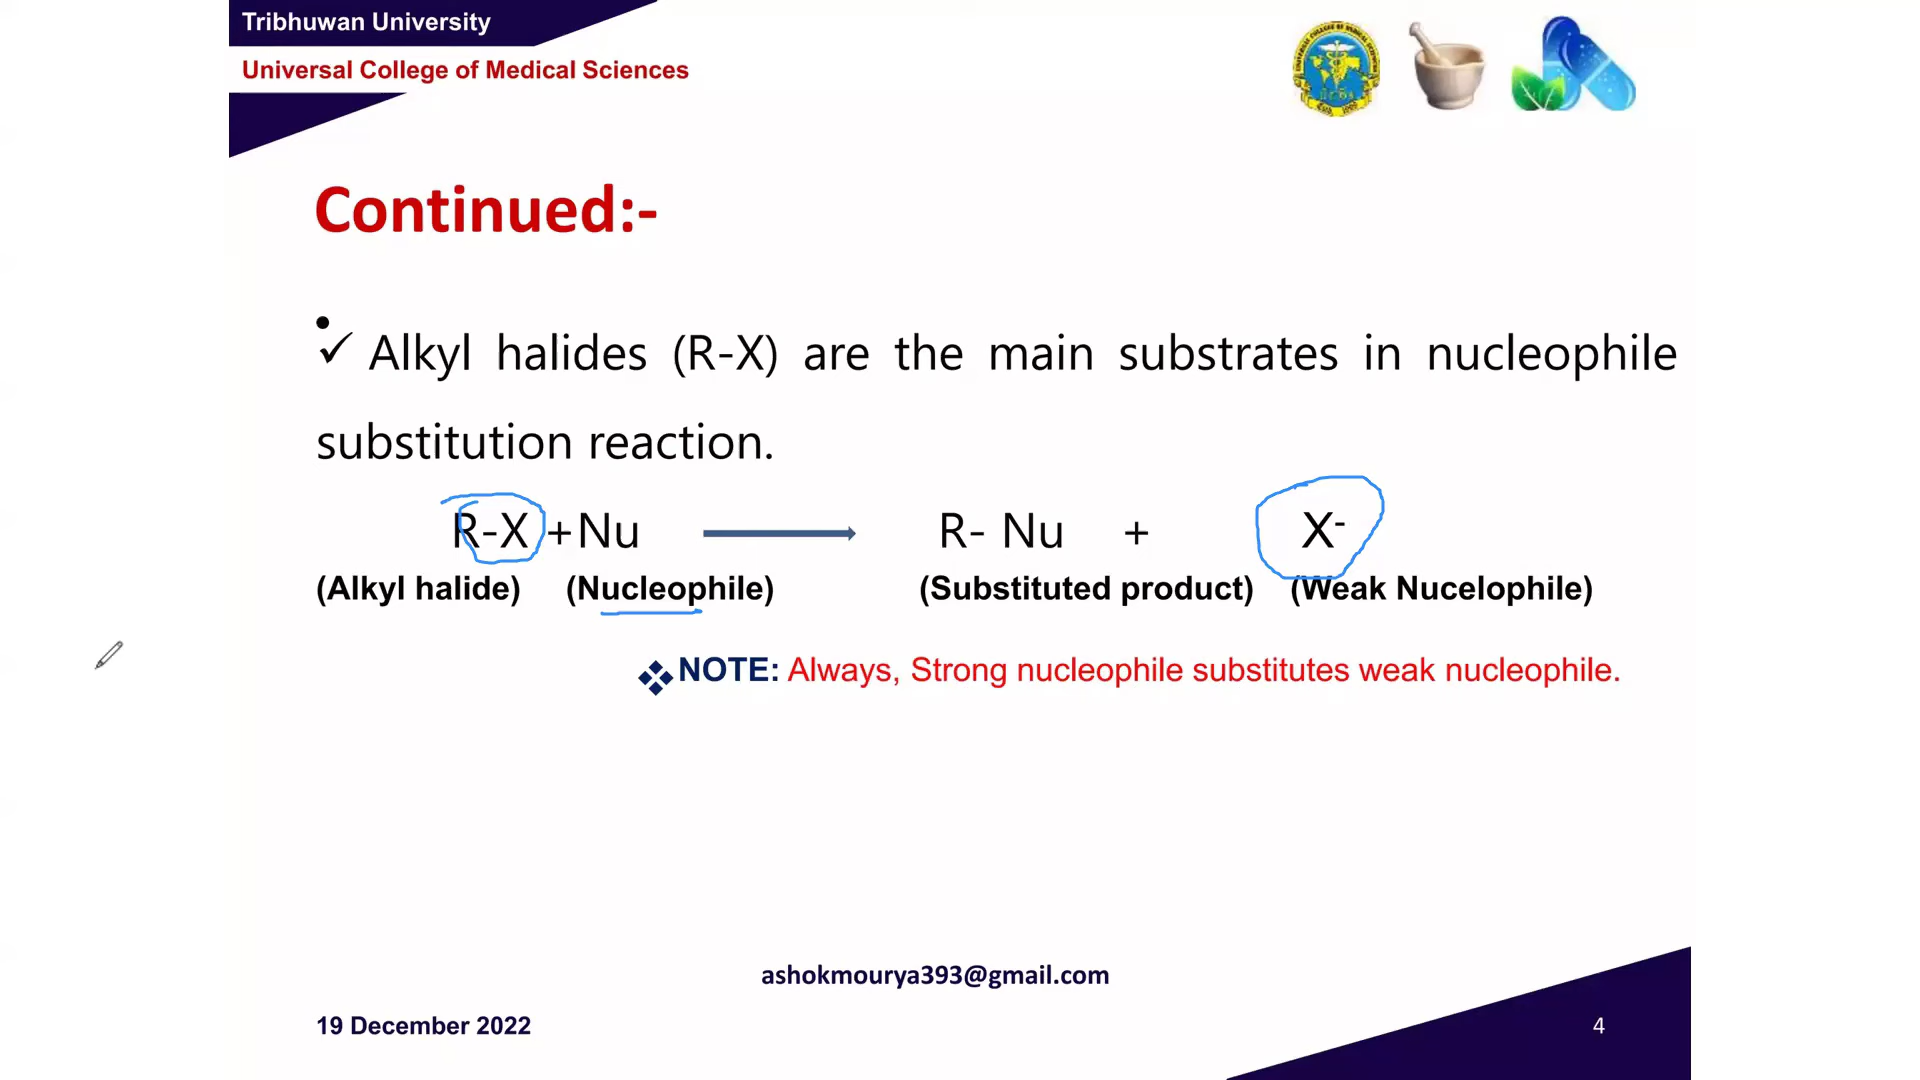 Tribhuwan University
Universal College of Medical Sciences
Continued:-
• ✓ Alkyl halides (R-X) are the main substrates in nucleophile
substitution reaction.
R-X +Nu R- Nu + X-
(Alkyl halide) (Nucleophile) (Substituted product) (Weak Nucelophile)
❖ NOTE: Always, Strong nucleophile substitutes weak nucleophile.
ashokmourya393@gmail.com
19 December 2022 4